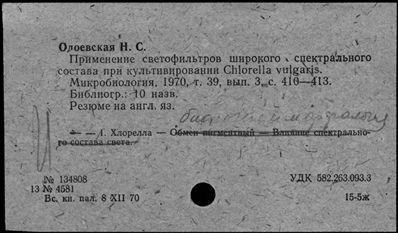 Олоевская Н. С.
Применение светофильтров широкого спектрального
состава при культивировании Chlorella vulgaris.
Микробиология, 1970, т. 39, вып. 3, с. 410—413.
Библиогр.: 10 назв.
Резюме на англ. яз.
— 1. Хлорелла — Обмен пигментный — Влияние спектрально-
го состава света.
№ 134808
УДК 582.263.093.3
13 № 4581
Вс. кн. пал. 8 XII 70
15-5ж